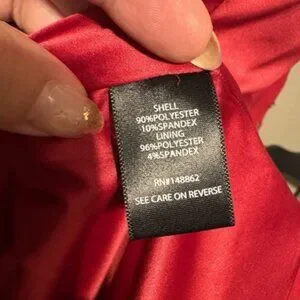 SHELL
90%POLYESTER
10%SPANDEX
LINING
96%POLYESTER
4%SPANDEX
RN#148862
SEE CARE ON REVERSE